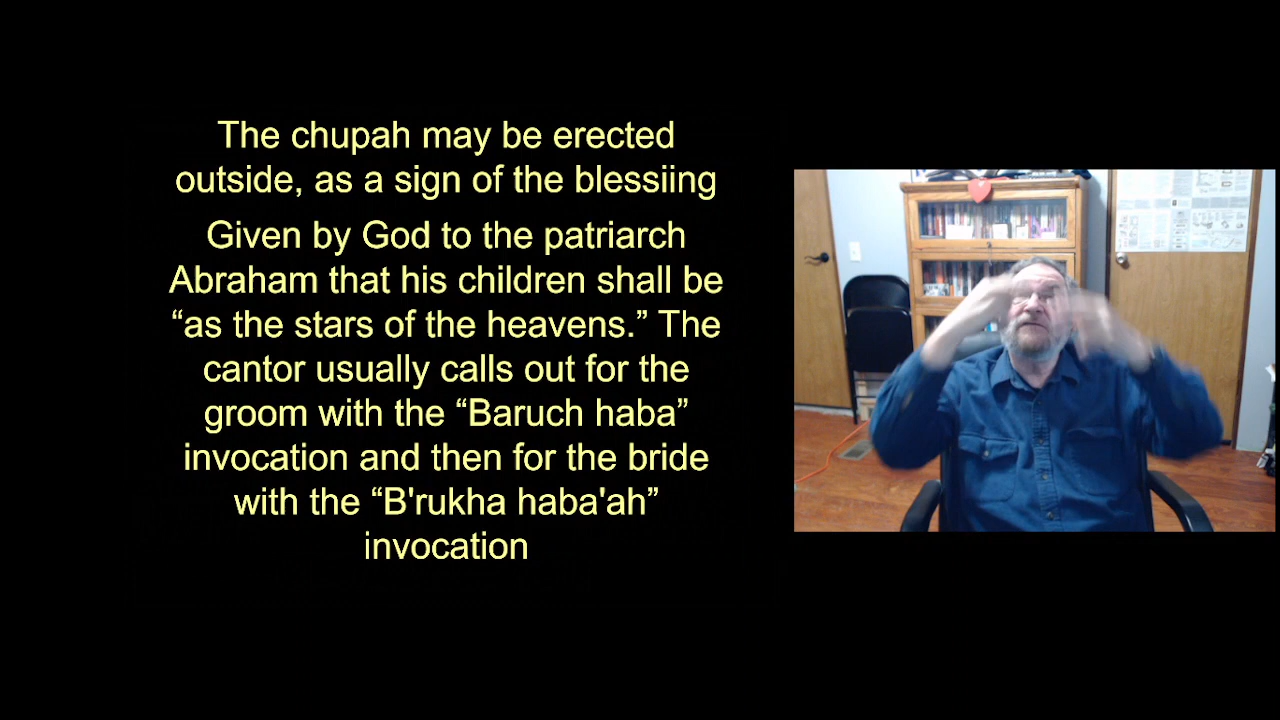 The chupah may be erected
outside, as a sign of the blessiing
Given by God to the patriarch
Abraham that his children shall be
“as the stars of the heavens.” The
cantor usually calls out for the
groom with the “Baruch haba”
invocation and then for the bride
with the “B'rukha haba'ah”
invocation